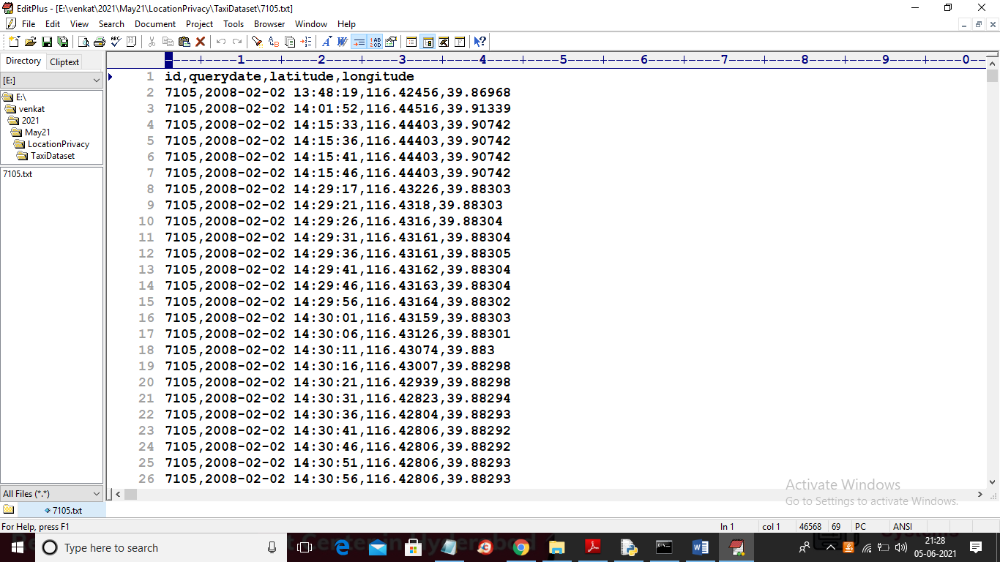 EditPlus - [E:\venkat\2021\May21\LocationPrivacy\TaxiDataset\7105.txt]
File Edit View Search Document Project Tools Browser Window Help
Directory Cliptext
[E:]
E:\
venkat
2021
May21
LocationPrivacy
TaxiDataset
7105.txt
All Files (*.*)
----+----1----+----2----+----3----+----4----+----5----+----6----+----7----+----8----+----9----+----0--
1 id,querydate,latitude,longitude
2 7105,2008-02-02 13:48:19,116.42456,39.86968
3 7105,2008-02-02 14:01:52,116.44516,39.91339
4 7105,2008-02-02 14:15:33,116.44403,39.90742
5 7105,2008-02-02 14:15:36,116.44403,39.90742
6 7105,2008-02-02 14:15:41,116.44403,39.90742
7 7105,2008-02-02 14:15:46,116.44403,39.90742
8 7105,2008-02-02 14:29:17,116.43226,39.88303
9 7105,2008-02-02 14:29:21,116.4318,39.88303
10 7105,2008-02-02 14:29:26,116.4316,39.88304
11 7105,2008-02-02 14:29:31,116.43161,39.88304
12 7105,2008-02-02 14:29:36,116.43161,39.88305
13 7105,2008-02-02 14:29:41,116.43162,39.88304
14 7105,2008-02-02 14:29:46,116.43163,39.88304
15 7105,2008-02-02 14:29:56,116.43164,39.88302
16 7105,2008-02-02 14:30:01,116.43159,39.88303
17 7105,2008-02-02 14:30:06,116.43126,39.88301
18 7105,2008-02-02 14:30:11,116.43074,39.883
19 7105,2008-02-02 14:30:16,116.43007,39.88298
20 7105,2008-02-02 14:30:21,116.42939,39.88298
21 7105,2008-02-02 14:30:31,116.42823,39.88294
22 7105,2008-02-02 14:30:36,116.42804,39.88293
23 7105,2008-02-02 14:30:41,116.42806,39.88292
24 7105,2008-02-02 14:30:46,116.42806,39.88292
25 7105,2008-02-02 14:30:51,116.42806,39.88293
26 7105,2008-02-02 14:30:56,116.42806,39.88293
Activate Windows
Go to Settings to activate Windows.
7105.txt
For Help, press F1 ln 1 col 1 46568 69 PC ANSI
Type here to search
21:28
05-06-2021